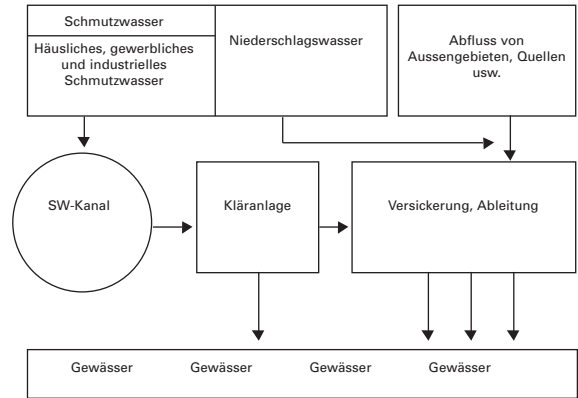 Schmutzwasser
Häusliches, gewerbliches
und industrielles
Schmutzwasser
Niederschlagswasser
Abfluss von
Aussengebieten, Quellen
usw.
SW-Kanal
Kläranlage
Versickerung, Ableitung
Gewässer Gewässer Gewässer Gewässer